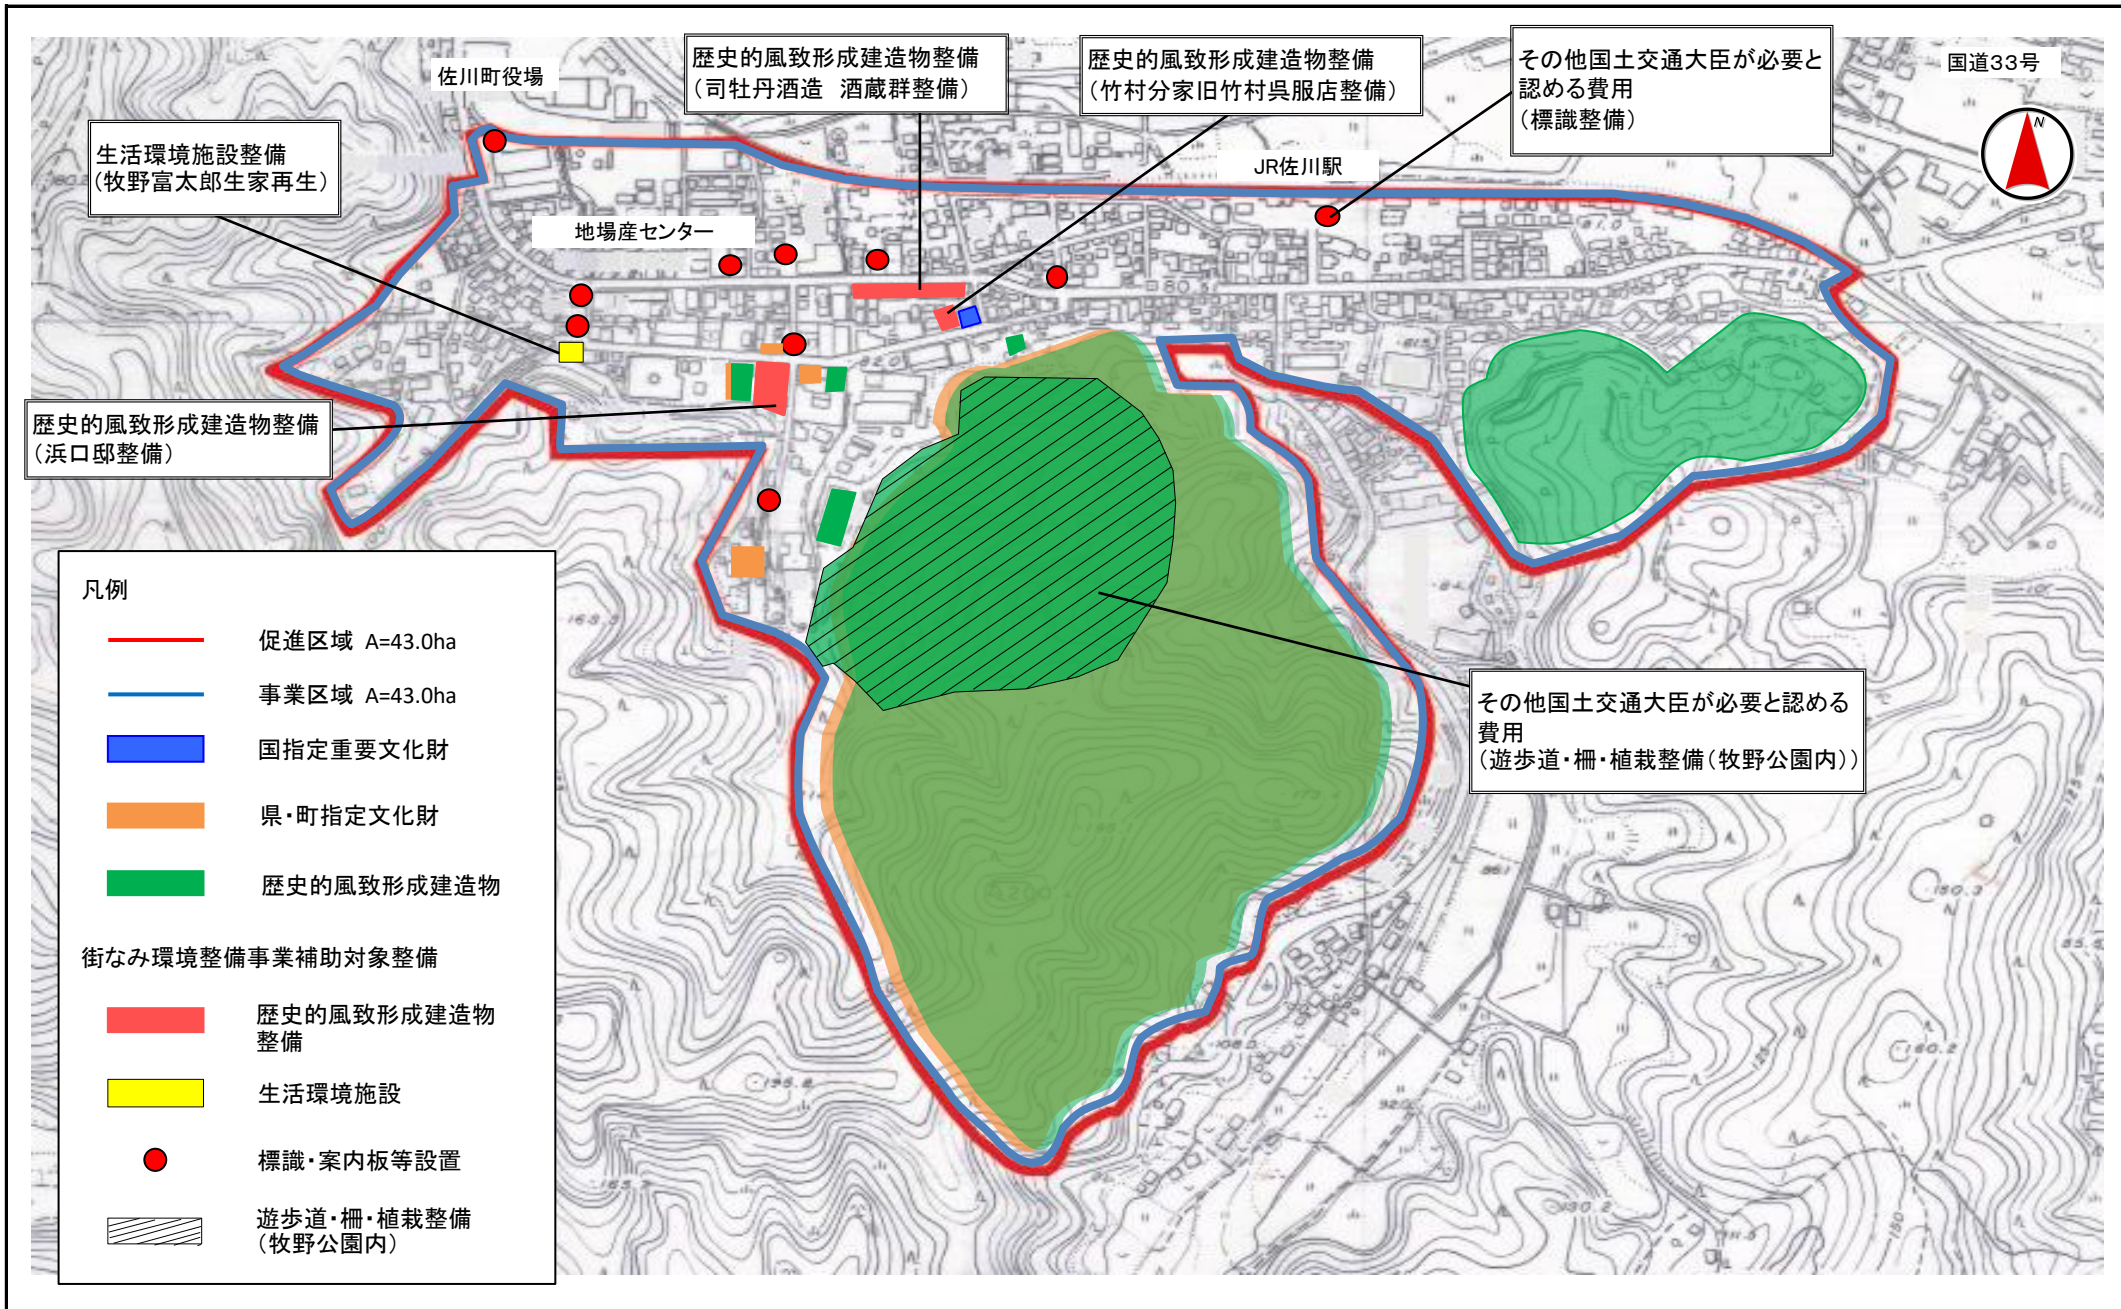 佐川町役場
歴史的風致形成建造物整備
（司牡丹酒造 酒蔵群整備）
歴史的風致形成建造物整備
（竹村分家旧竹村呉服店整備）
その他国土交通大臣が必要と
認める費用
（標識整備）
国道33号
N
生活環境施設整備
（牧野富太郎生家再生）
JR佐川駅
地場産センター
歴史的風致形成建造物整備
（浜口邸整備）
その他国土交通大臣が必要と認める
費用
（遊歩道・柵・植栽整備（牧野公園内））
凡例
促進区域 A=43.0ha
事業区域 A=43.0ha
国指定重要文化財
県・町指定文化財
歴史的風致形成建造物
街なみ環境整備事業補助対象整備
歴史的風致形成建造物
整備
生活環境施設
標識・案内板等設置
遊歩道・柵・植栽整備
（牧野公園内）